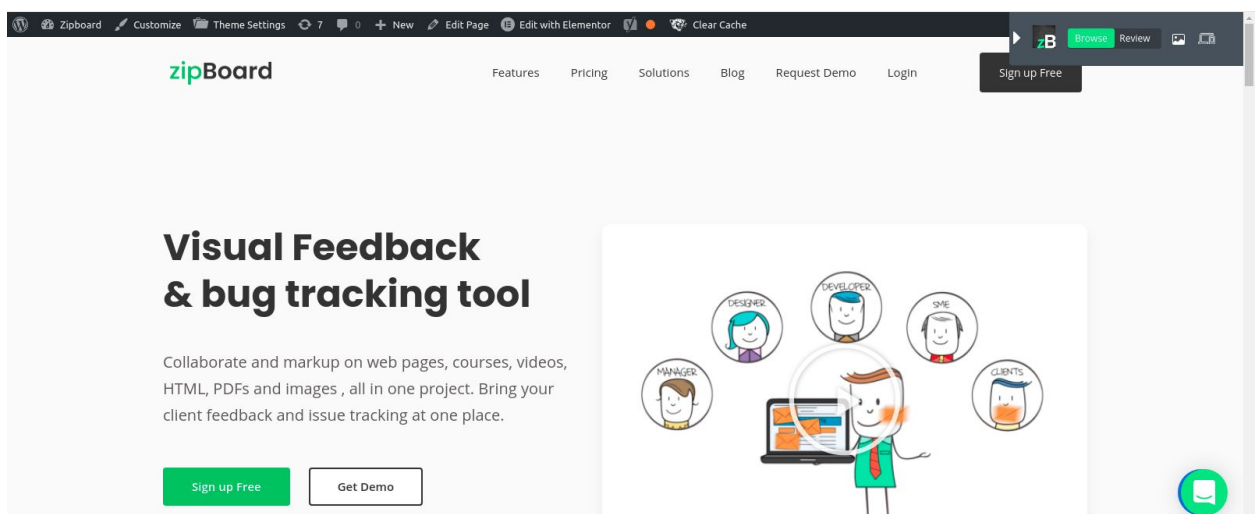 Zipboard Customize Theme Settings 7 0 + New Edit Page Edit with Elementor Clear Cache
zB Browse Review
zipBoard Features Pricing Solutions Blog Request Demo Login Sign up Free
Visual Feedback
& bug tracking tool
Collaborate and markup on web pages, courses, videos,
HTML, PDFs and images , all in one project. Bring your
client feedback and issue tracking at one place.
Sign up Free Get Demo
DESIGNER DEVELOPER SME
MANAGER CLIENTS